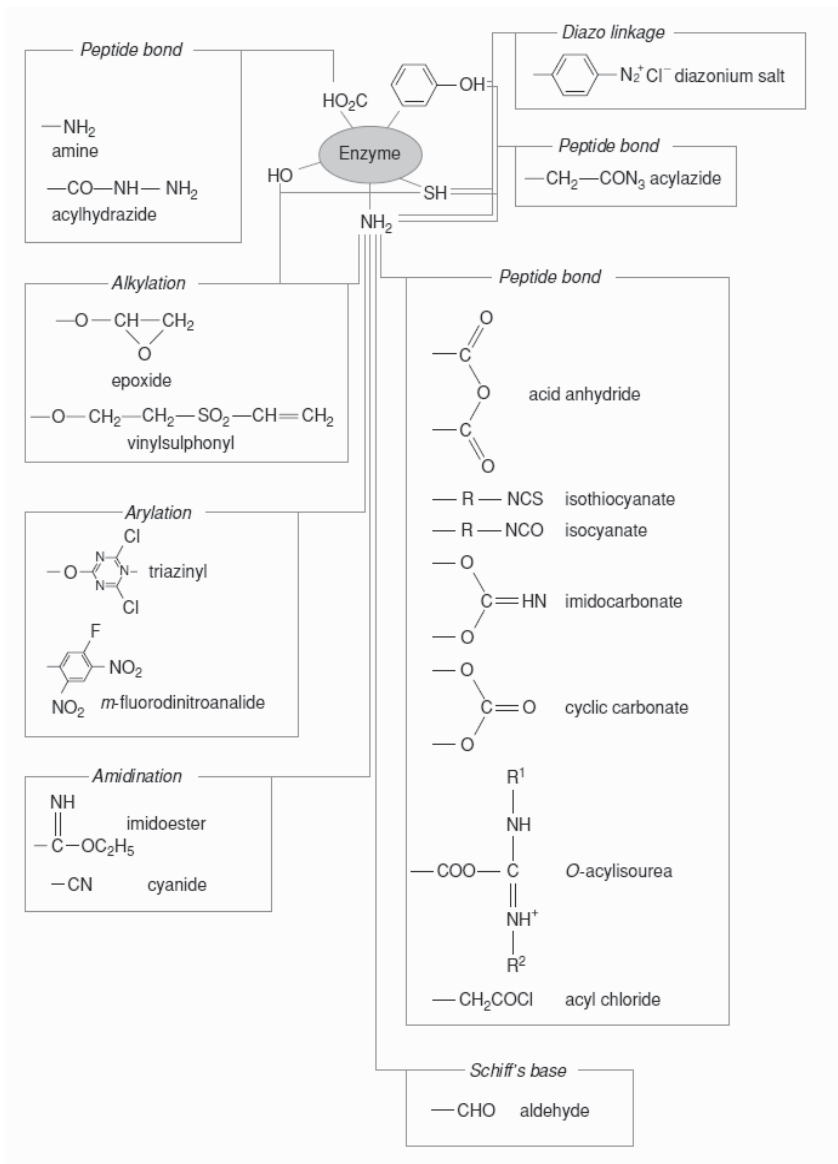 Peptide bond
—NH₂
amine
—CO—NH—NH₂
acylhydrazide
HO₂C
OH
Enzyme
HO
SH
NH₂
Diazo linkage
N₂⁺Cl⁻ diazonium salt
Peptide bond
—CH₂—CON₃ acylazide
Alkylation
—O—CH—CH₂
O
epoxide
—O—CH₂—CH₂—SO₂—CH=CH₂
vinylsulphonyl
Arylation
Cl
N
—O— N– triazinyl
N
Cl
F
NO₂
NO₂ m-fluorodinitroanalide
Amidination
NH
imidoester
–C–OC₂H₅
–CN cyanide
Peptide bond
O
—C
O acid anhydride
—C
O
—R—NCS isothiocyanate
—R—NCO isocyanate
—O
C=HN imidocarbonate
—O
—O
C=O cyclic carbonate
—O
R¹
NH
—COO—C O-acylisourea
NH⁺
R²
—CH₂COCl acyl chloride
Schiff's base
—CHO aldehyde